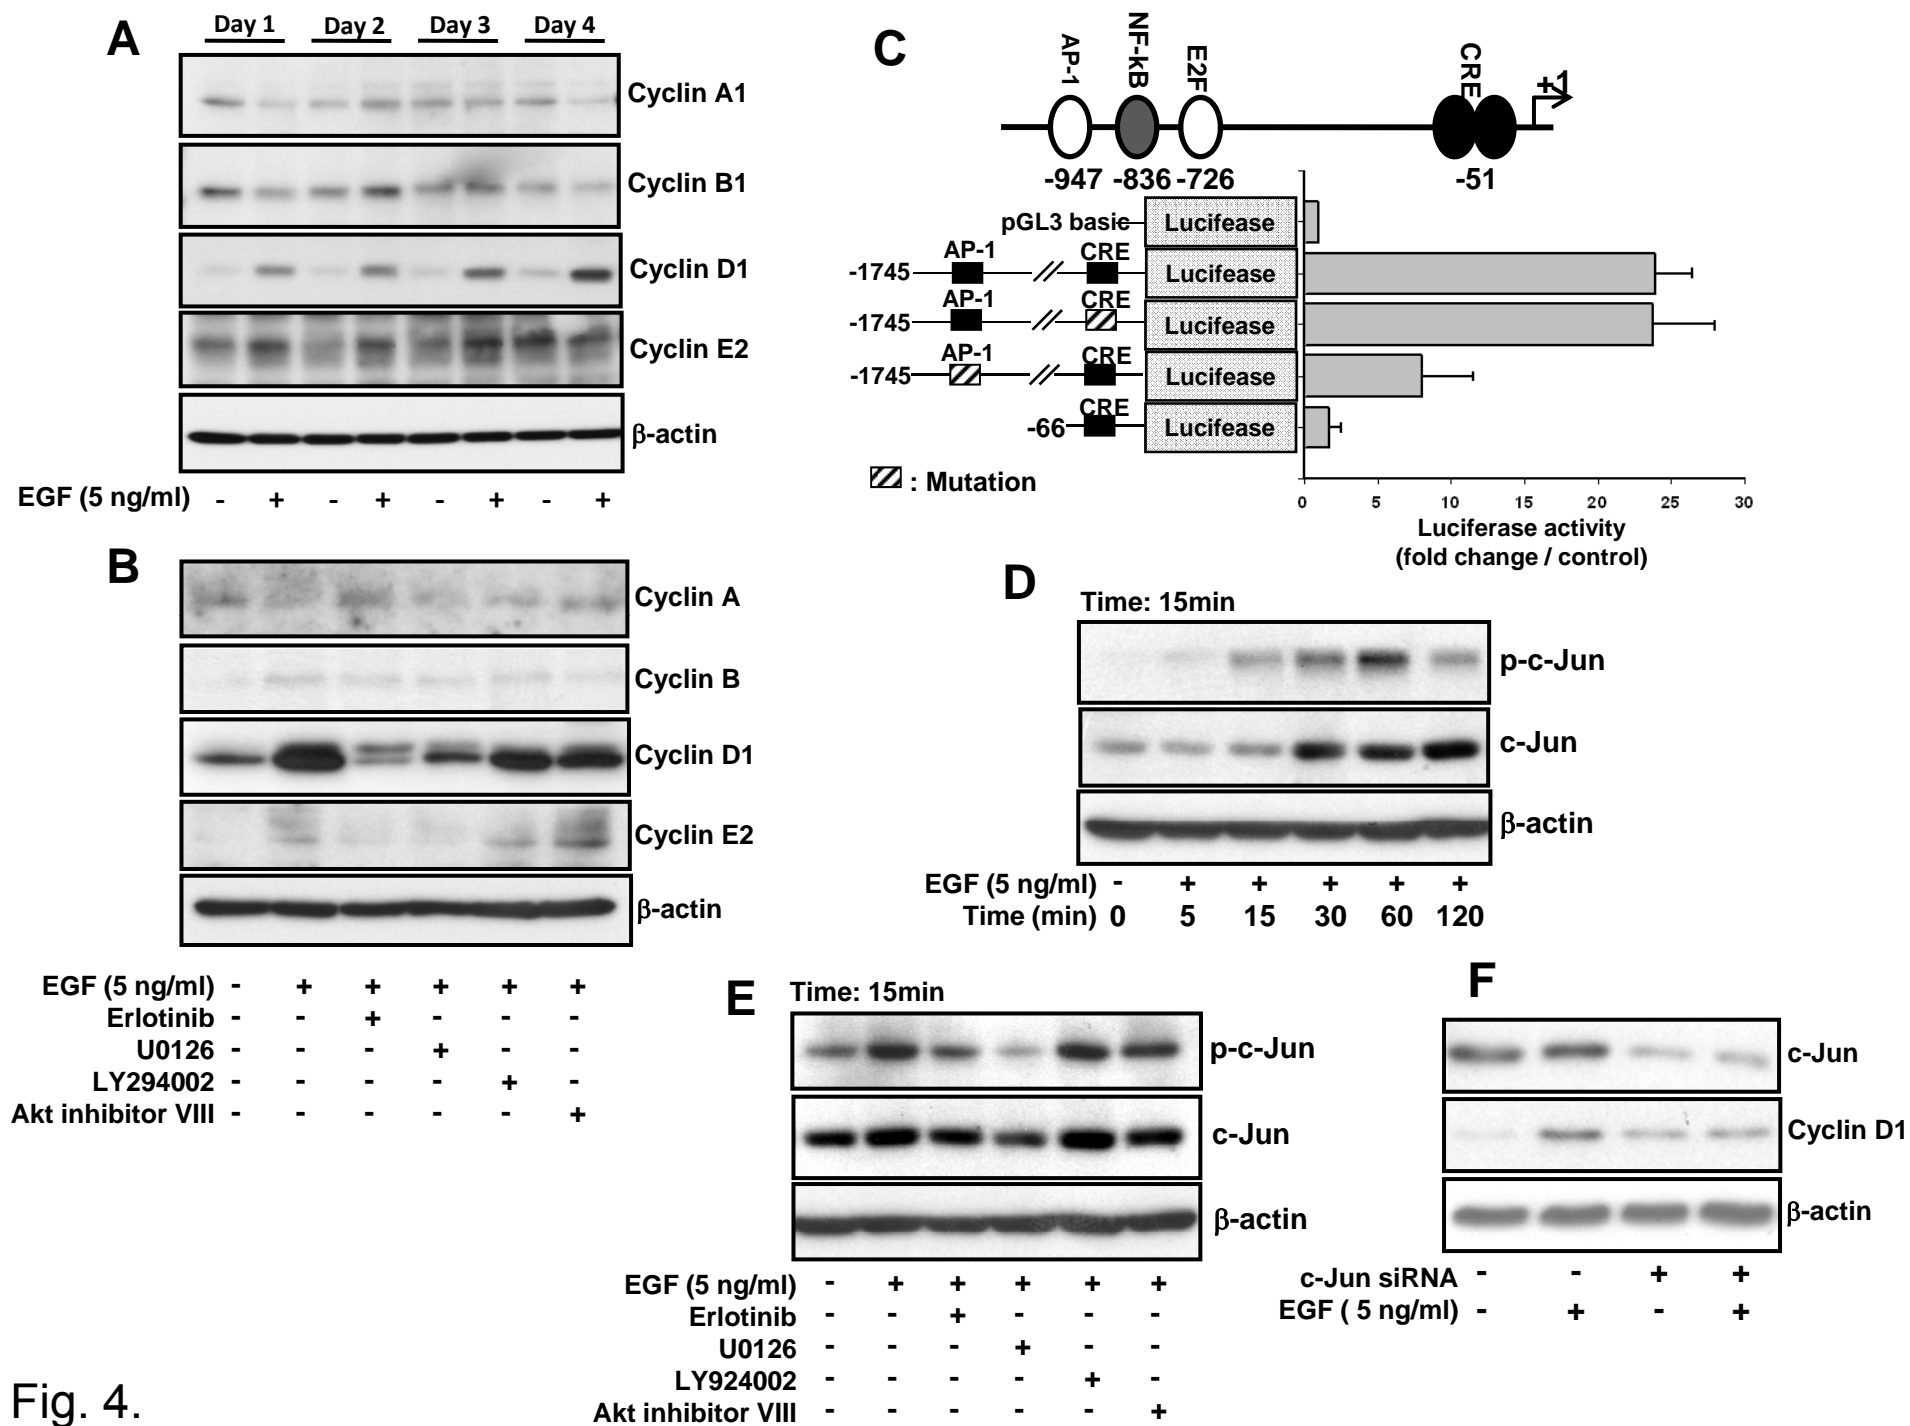 A
Day 1 Day 2 Day 3 Day 4
Cyclin A1
Cyclin B1
Cyclin D1
Cyclin E2
β-actin
EGF (5 ng/ml) - + - + - + - +
B
Cyclin A
Cyclin B
Cyclin D1
Cyclin E2
β-actin
EGF (5 ng/ml) - + + + + +
Erlotinib - - + - - -
U0126 - - - + - -
LY294002 - - - - + -
Akt inhibitor VIII - - - - - +
C
AP-1 NF-kB E2F CRE +1
-947 -836 -726 -51
pGL3 basic Lucifease
AP-1 CRE
-1745 // Lucifease
AP-1 CRE
-1745 // Lucifease
AP-1 CRE
-1745 // Lucifease
CRE
-66 Lucifease
: Mutation
0 5 10 15 20 25 30
Luciferase activity
(fold change / control)
D
Time: 15min
p-c-Jun
c-Jun
β-actin
EGF (5 ng/ml) - + + + + +
Time (min) 0 5 15 30 60 120
E
Time: 15min
p-c-Jun
c-Jun
β-actin
EGF (5 ng/ml) - + + + + +
Erlotinib - - + - - -
U0126 - - - + - -
LY924002 - - - - + -
Akt inhibitor VIII - - - - - +
F
c-Jun
Cyclin D1
β-actin
c-Jun siRNA - - + +
EGF ( 5 ng/ml) - + - +
Fig. 4.